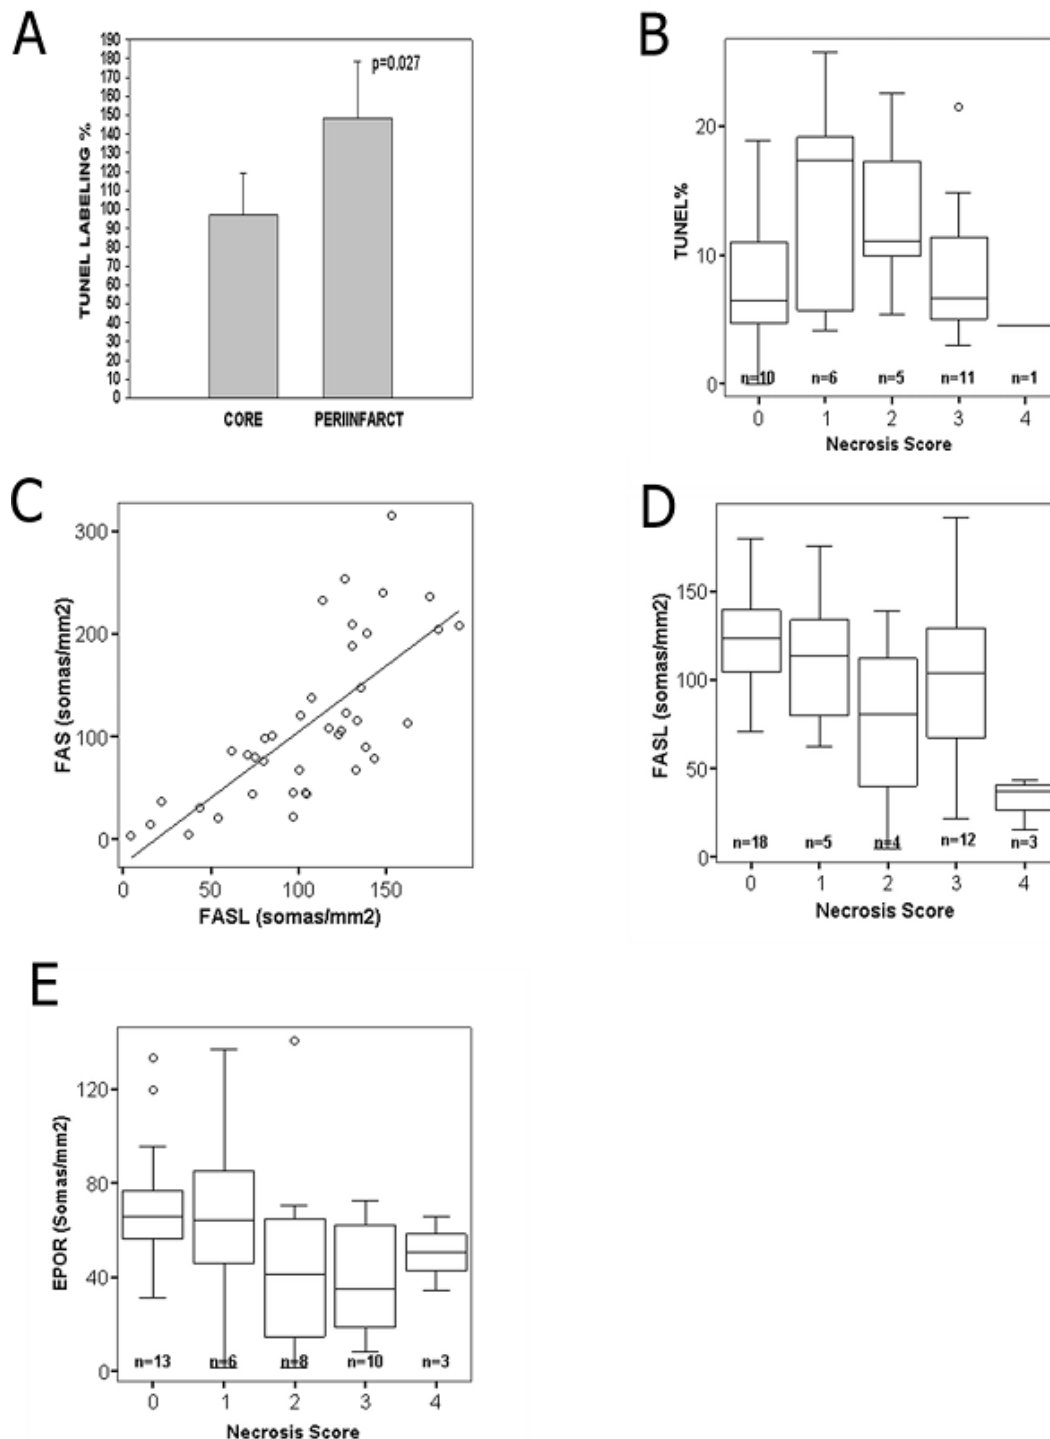 A
190
180
170
160
150
140
130
120
110
100
90
80
70
60
50
40
30
20
10
0
TUNEL LABELING %
p=0.027
CORE PERIINFARCT
B
20
10
0
TUNEL%
n=10 n=6 n=5 n=11 n=1
0 1 2 3 4
Necrosis Score
C
300
200
100
0
FAS (somas/mm2)
0 50 100 150
FASL (somas/mm2)
D
150
100
50
0
FASL (somas/mm2)
n=18 n=5 n=4 n=12 n=3
0 1 2 3 4
Necrosis Score
E
120
80
40
0
EPOR (Somas/mm2)
n=13 n=6 n=8 n=10 n=3
0 1 2 3 4
Necrosis Score